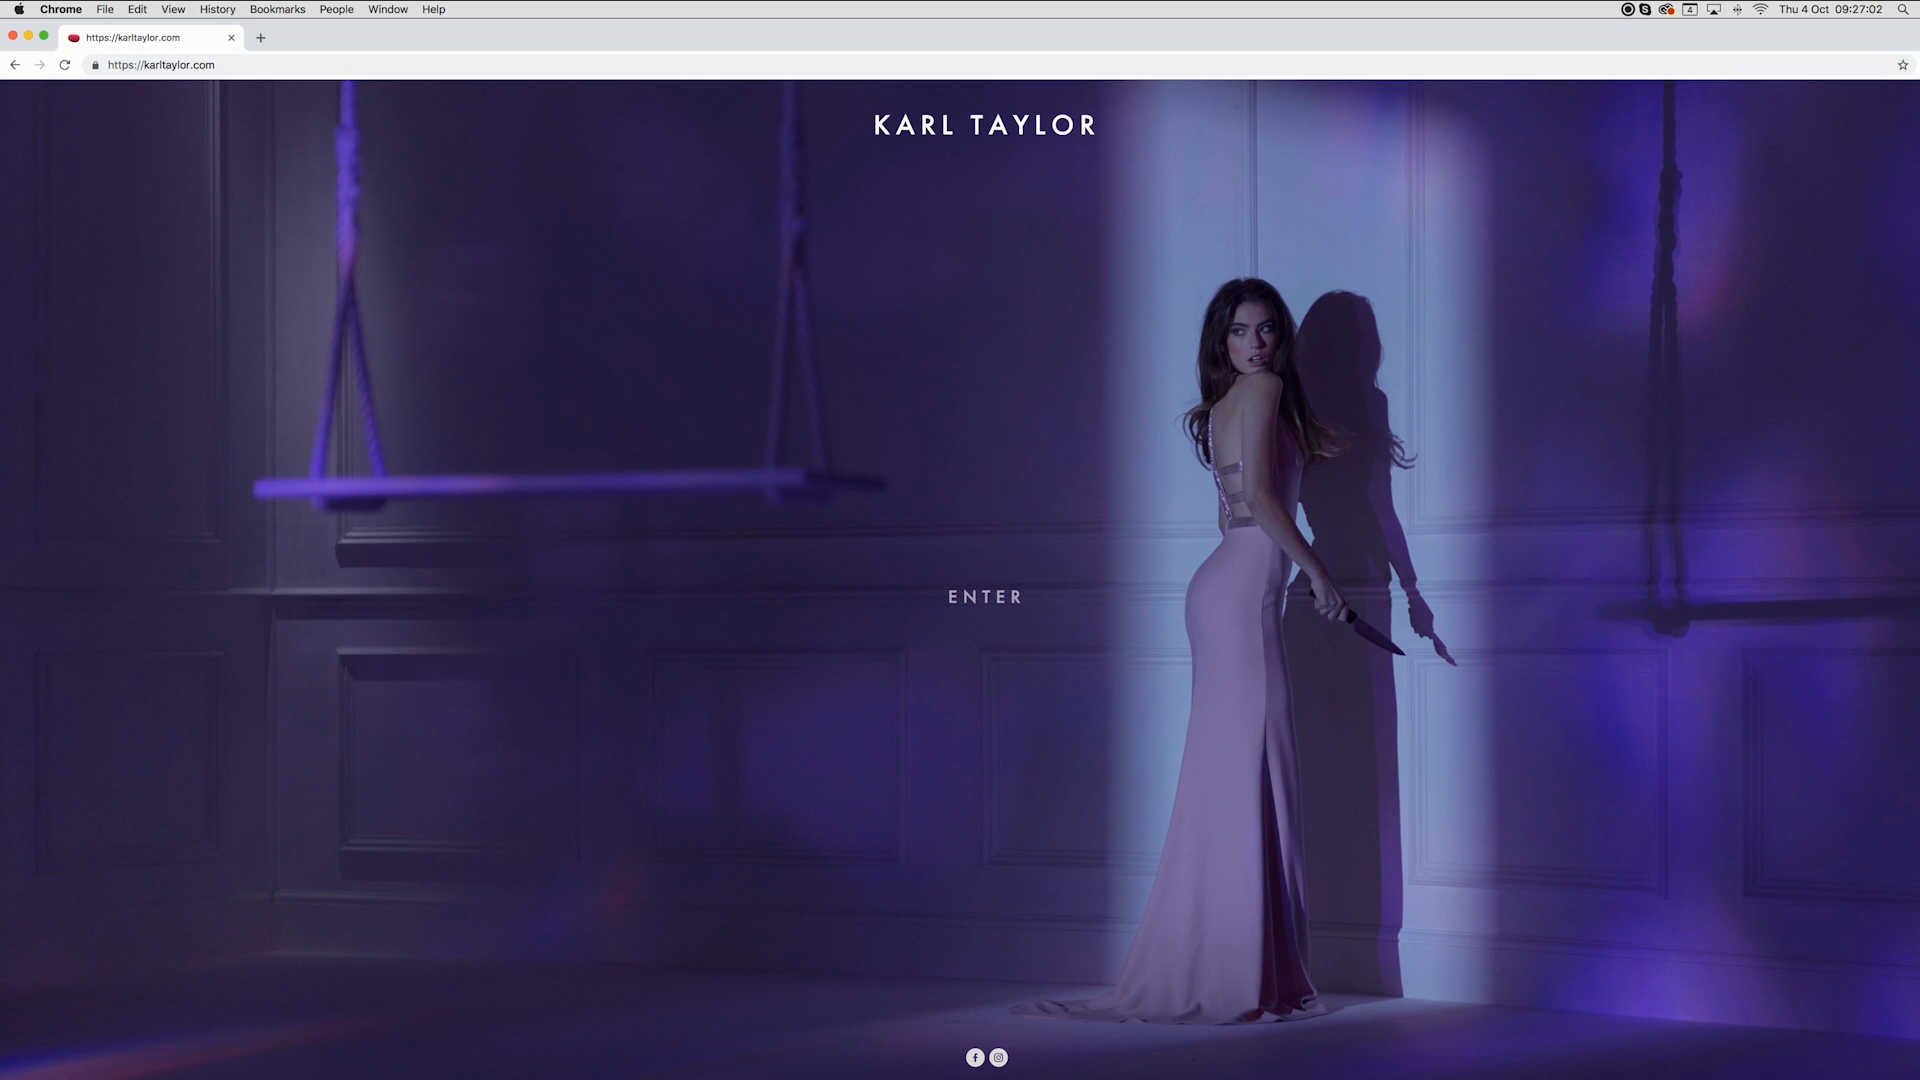 Chrome File Edit View History Bookmarks People Window Help
4 Thu 4 Oct 09:27:02
https://karltaylor.com
https://karltaylor.com
KARL TAYLOR
ENTER